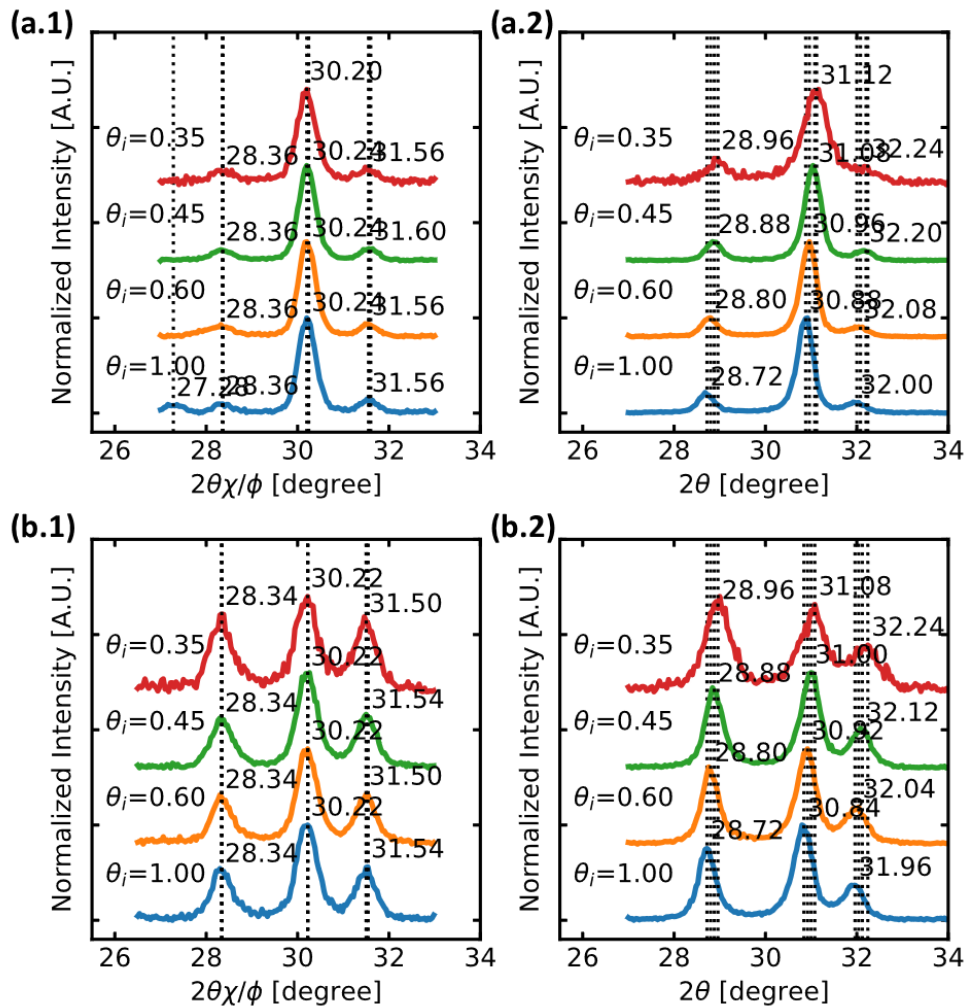 (a.1)
Normalized Intensity [A.U.]
30.20
θi=0.35
28.36
30.24
31.56
θi=0.45
28.36
30.24
31.60
θi=0.60
28.36
30.24
31.56
θi=1.00
27.28
28.36
31.56
26 28 30 32 34
2θχ/ϕ [degree]
(a.2)
Normalized Intensity [A.U.]
31.12
θi=0.35
28.96
31.08
32.24
θi=0.45
28.88
30.96
32.20
θi=0.60
28.80
30.88
32.08
θi=1.00
28.72
32.00
26 28 30 32 34
2θ [degree]
(b.1)
Normalized Intensity [A.U.]
30.22
28.34
31.50
θi=0.35
30.22
28.34
31.54
θi=0.45
30.22
28.34
31.50
θi=0.60
30.22
28.34
31.54
θi=1.00
26 28 30 32 34
2θχ/ϕ [degree]
(b.2)
Normalized Intensity [A.U.]
28.96
31.08
32.24
θi=0.35
28.88
31.00
32.12
θi=0.45
28.80
30.92
32.04
θi=0.60
28.72
30.84
31.96
θi=1.00
26 28 30 32 34
2θ [degree]